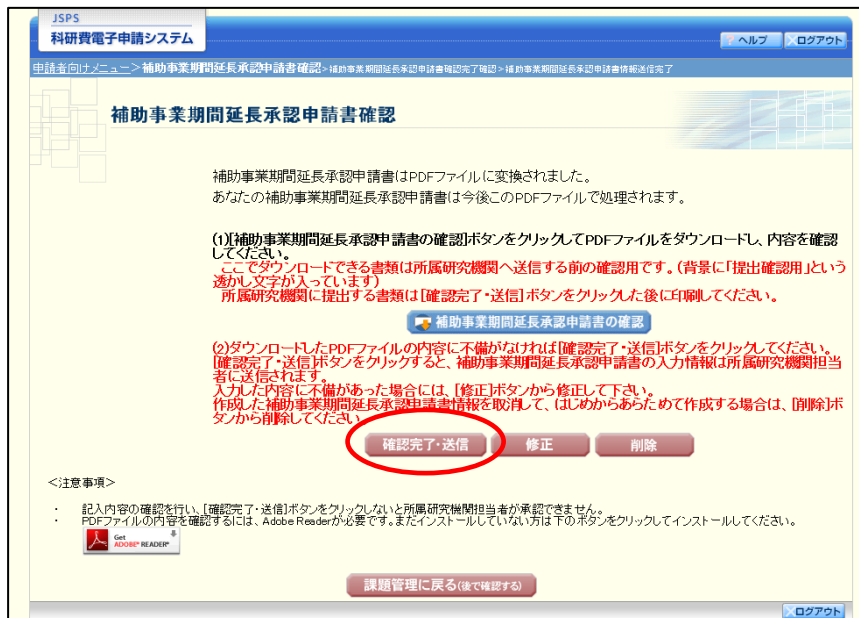 JSPS
科研費電子申請システム
ヘルプ ログアウト
申請者向けメニュー>補助事業期間延長承認申請書確認>補助事業期間延長承認申請書確認完了確認>補助事業期間延長承認申請書情報送信完了
補助事業期間延長承認申請書確認
補助事業期間延長承認申請書はPDFファイルに変換されました。
あなたの補助事業期間延長承認申請書は今後このPDFファイルで処理されます。
(1)[補助事業期間延長承認申請書の確認]ボタンをクリックしてPDFファイルをダウンロードし、内容を確認
してください。
ここでダウンロードできる書類は所属研究機関へ送信する前の確認用です。(背景に「提出確認用」という
透かし文字が入っています)
所属研究機関に提出する書類は[確認完了・送信]ボタンをクリックした後に印刷してください。
補助事業期間延長承認申請書の確認
(2)ダウンロードしたPDFファイルの内容に不備がなければ[確認完了・送信]ボタンをクリックしてください。
[確認完了・送信]ボタンをクリックすると、補助事業期間延長承認申請書の入力情報は所属研究機関担当
者に送信されます。
入力した内容に不備があった場合には、[修正]ボタンから修正して下さい。
作成した補助事業期間延長承認申請書情報を取消して、はじめからあらためて作成する場合は、[削除]ボ
タンから削除してください。
確認完了・送信 修正 削除
<注意事項>
・ 記入内容の確認を行い、[確認完了・送信]ボタンをクリックしないと所属研究機関担当者が承認できません。
・ PDFファイルの内容を確認するには、Adobe Readerが必要です。まだインストールしていない方は下のボタンをクリックしてインストールしてください。
Get
ADOBE® READER®
課題管理に戻る(後で確認する)
ログアウト